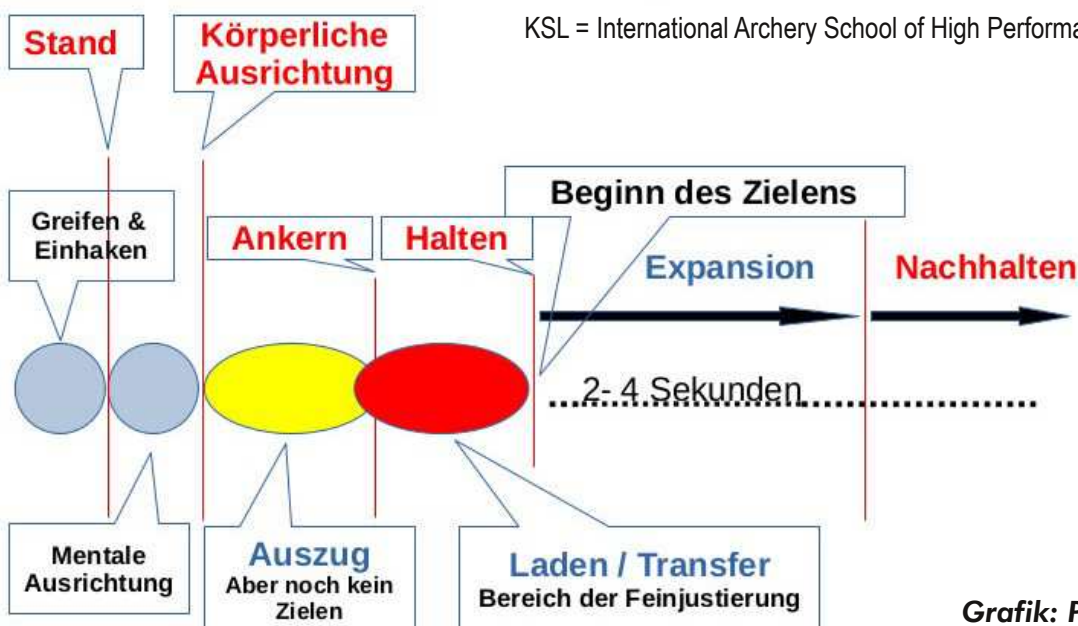 KSL = International Archery School of High
Stand
Körperliche
Ausrichtung
Greifen &
Einhaken
Ankern
Halten
Beginn des Zielens
Expansion
Nachhalten
2- 4 Sekunden
Mentale
Ausrichtung
Auszug
Aber noch kein
Zielen
Laden / Transfer
Bereich der Feinjustierung
Grafik: